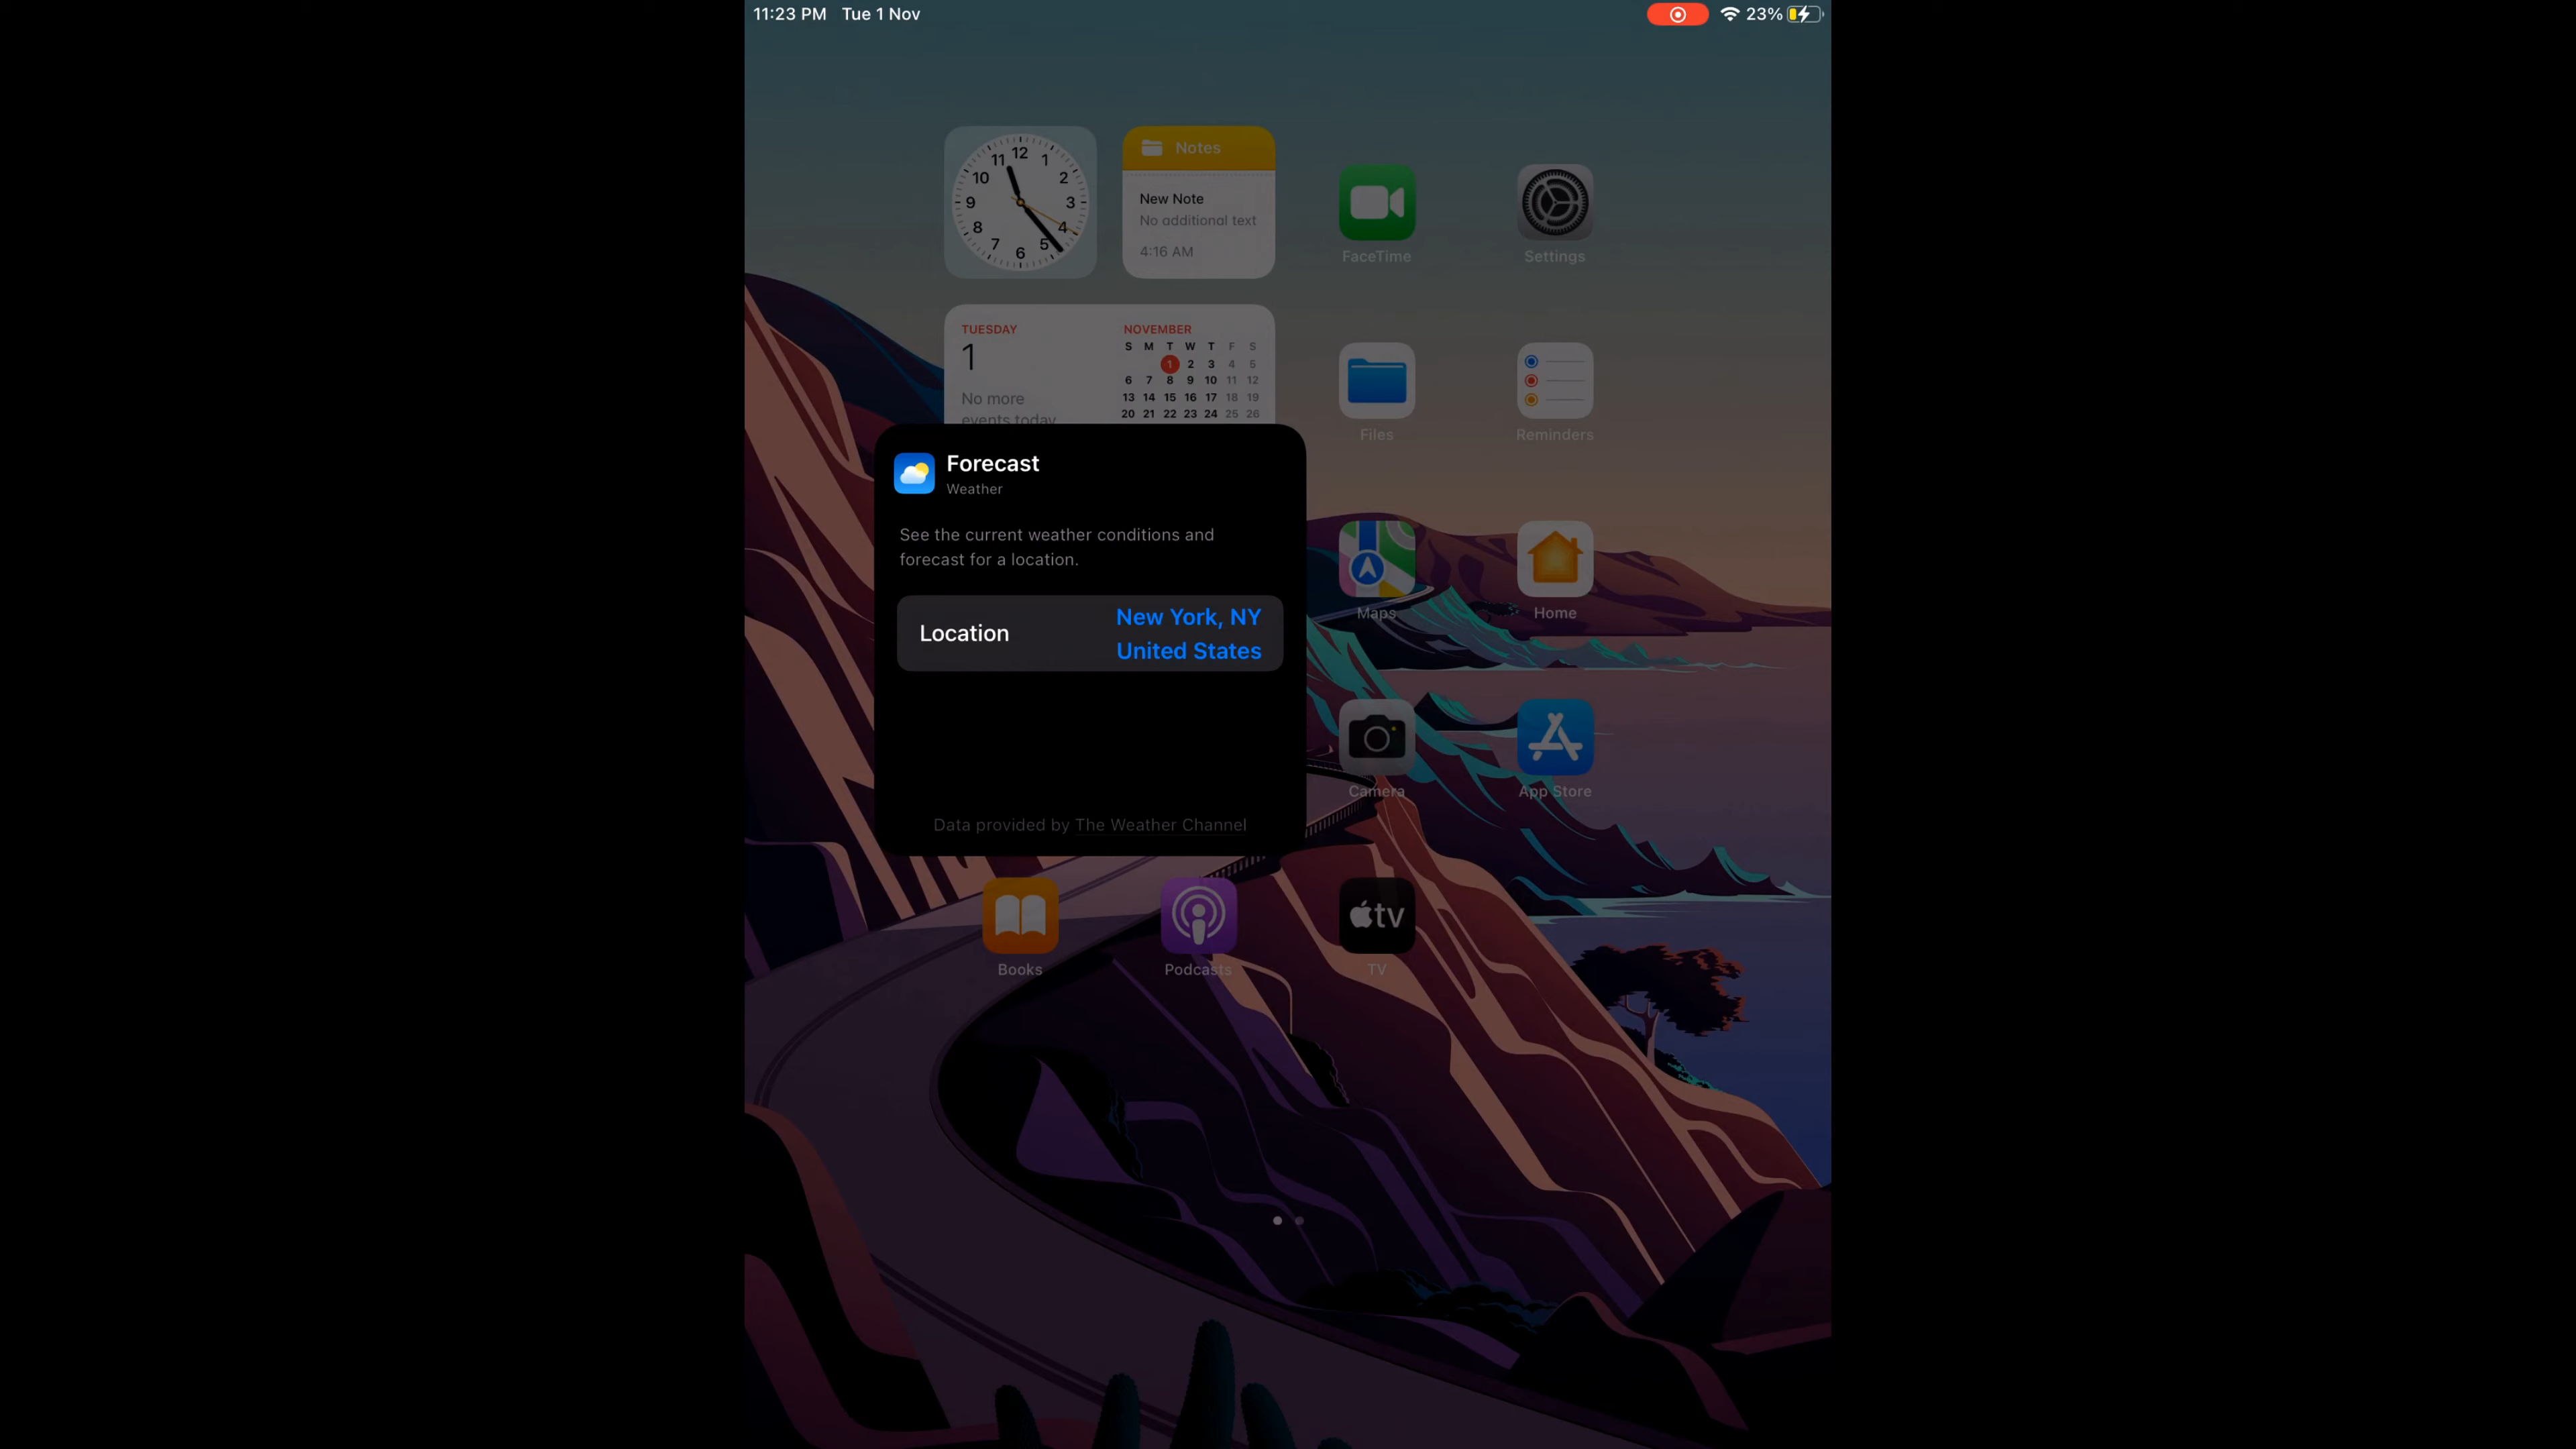 11:23 PM Tue 1 Nov
23%
12
11 1
10 2
9 3
8 4
7 5
6
Notes
New Note
No additional text
4:16 AM
FaceTime
Settings
TUESDAY
1
No more
events today
NOVEMBER
S M T W T F S
1 2 3 4 5
6 7 8 9 10 11 12
13 14 15 16 17 18 19
20 21 22 23 24 25 26
Files
Reminders
Forecast
Weather
See the current weather conditions and
forecast for a location.
Location
New York, NY
United States
Data provided by The Weather Channel
Maps
Home
Camera
App Store
tv
Books
Podcasts
TV